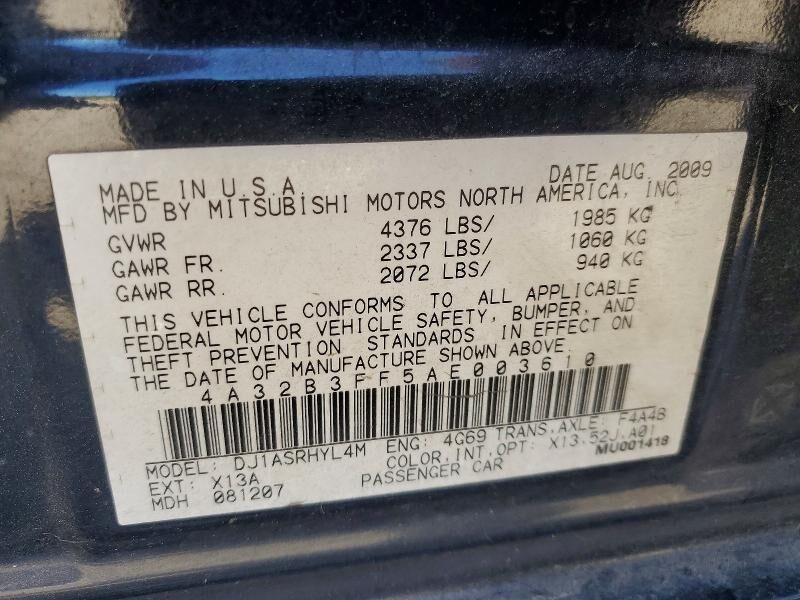 MADE IN U.S.A. DATE AUG. 2009
MFD BY MITSUBISHI MOTORS NORTH AMERICA, INC.
GVWR 4376 LBS/ 1985 KG
GAWR FR. 2337 LBS/ 1060 KG
GAWR RR. 2072 LBS/ 940 KG
THIS VEHICLE CONFORMS TO ALL APPLICABLE
FEDERAL MOTOR VEHICLE SAFETY, BUMPER, AND
THEFT PREVENTION STANDARDS IN EFFECT ON
THE DATE OF MANUFACTURE SHOWN ABOVE.
4A32B3FF5AE003610
MODEL: DJ1ASRHYL4M ENG: 4G69 TRANS,AXLE: F4A4B
EXT: X13A COLOR,INT,OPT: X13,52J,A01
MDH 081207 PASSENGER CAR MU001418